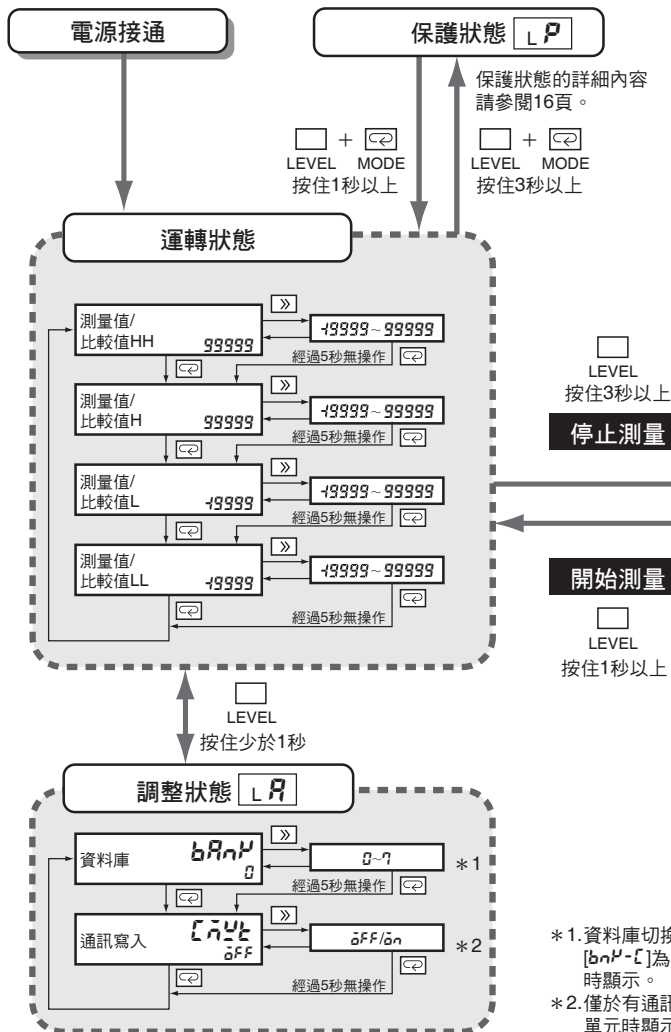 電源接通
保護狀態 L P
保護狀態的詳細內容
請參閱16頁。
+
LEVEL MODE
按住1秒以上
+
LEVEL MODE
按住3秒以上
運轉狀態
測量值/
比較值HH 99999
-19999~99999
經過5秒無操作
測量值/
比較值H 99999
-19999~99999
經過5秒無操作
測量值/
比較值L -19999
-19999~99999
經過5秒無操作
測量值/
比較值LL -19999
-19999~99999
經過5秒無操作
LEVEL
按住3秒以上
停止測量
開始測量
LEVEL
按住1秒以上
LEVEL
按住少於1秒
調整狀態 L A
資料庫 bAnK
0
0~7
*1
經過5秒無操作
通訊寫入 CMWt
oFF
oFF/on
*2
經過5秒無操作
*1.資料庫切換
[bnK-C]為
時顯示。
*2.僅於有通訊
單元時顯示